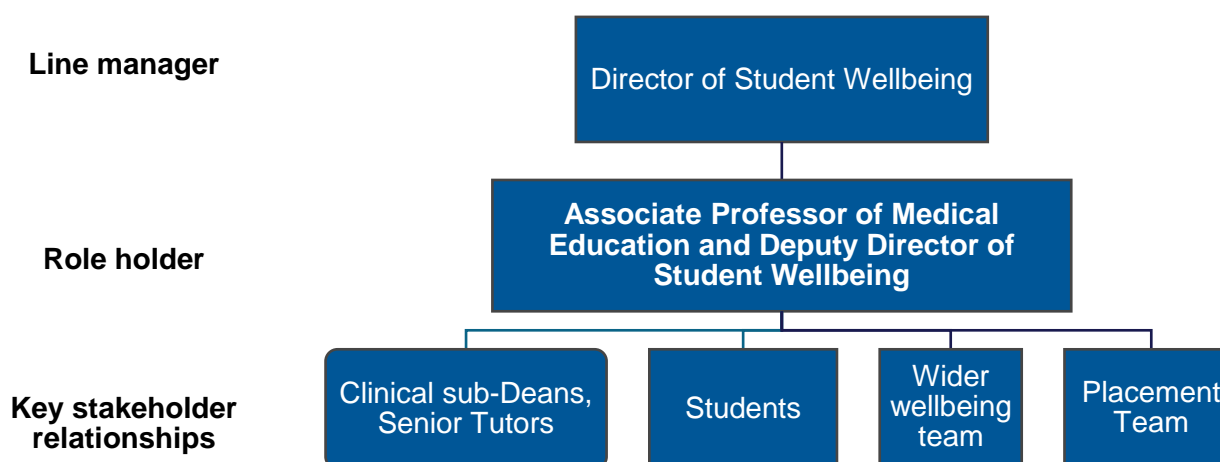 Line manager
Director of Student Wellbeing
Role holder
Associate Professor of Medical
Education and Deputy Director of
Student Wellbeing
Key stakeholder
relationships
Clinical sub-Deans,
Senior Tutors
Students
Wider
wellbeing
team
Placement
Team